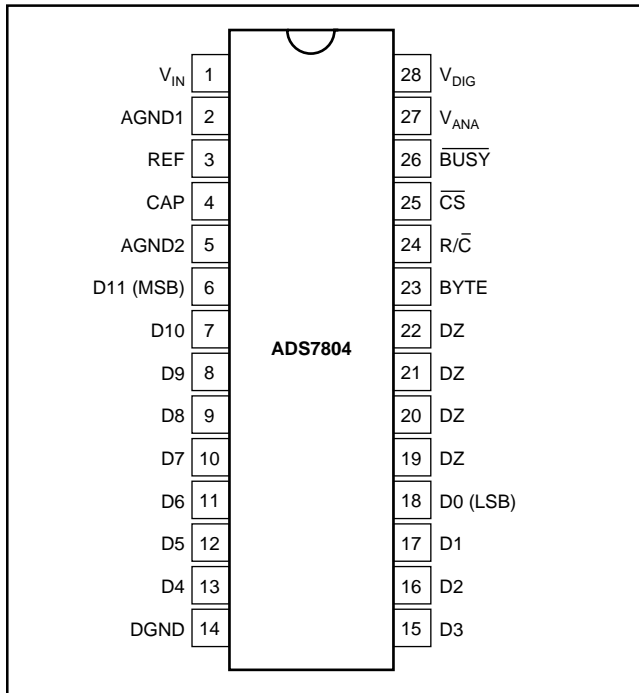 V_IN 1 28 V_DIG
AGND1 2 27 V_ANA
REF 3 26 B̅U̅S̅Y̅
CAP 4 25 C̅S̅
AGND2 5 24 R/C̅
D11 (MSB) 6 23 BYTE
D10 7 22 DZ
ADS7804
D9 8 21 DZ
D8 9 20 DZ
D7 10 19 DZ
D6 11 18 D0 (LSB)
D5 12 17 D1
D4 13 16 D2
DGND 14 15 D3